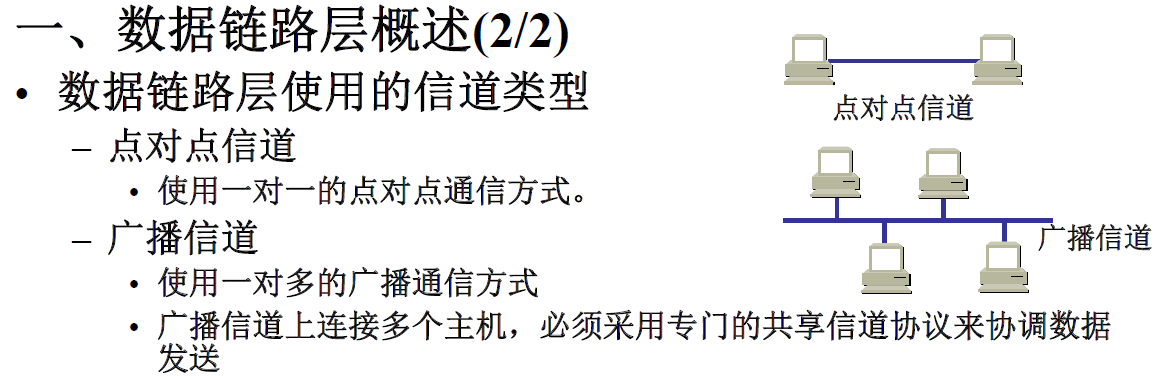 一、数据链路层概述(2/2)
• 数据链路层使用的信道类型
– 点对点信道
• 使用一对一的点对点通信方式。
– 广播信道
• 使用一对多的广播通信方式
• 广播信道上连接多个主机，必须采用专门的共享信道协议来协调数据
发送
点对点信道
广播信道